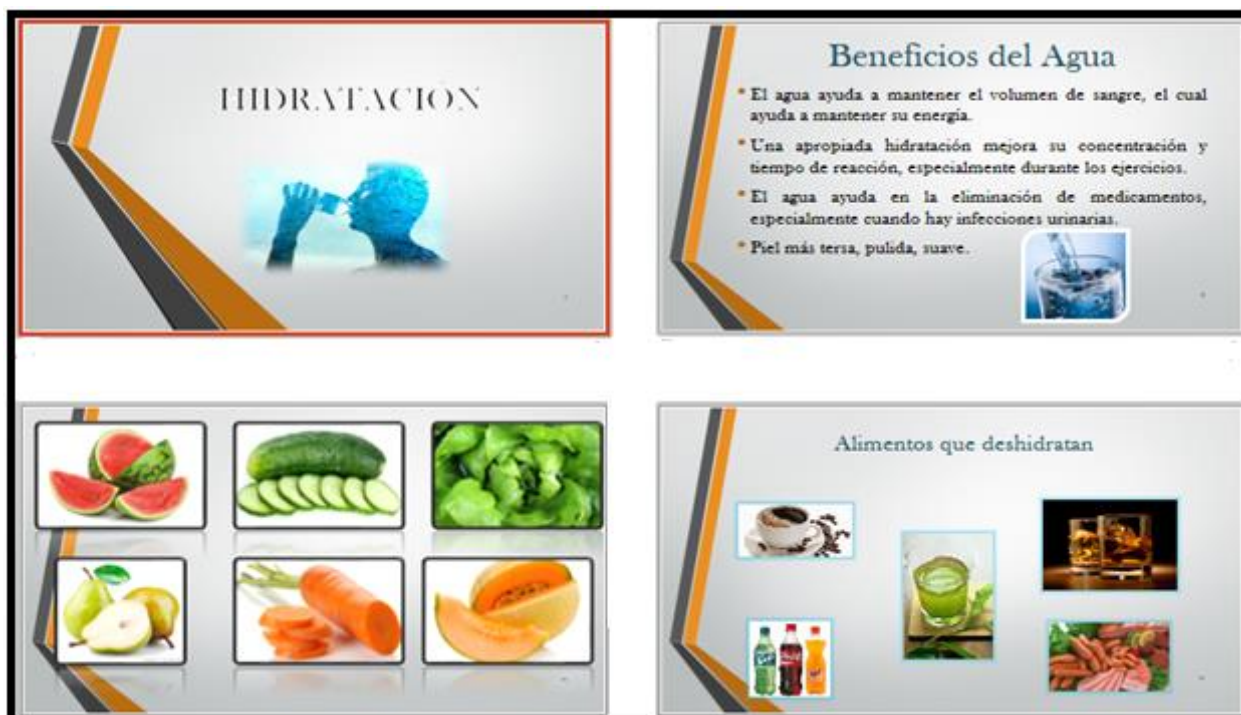 HIDRATACIÓN
Beneficios del Agua
• El agua ayuda a mantener el volumen de sangre, el cual
ayuda a mantener su energía.
• Una apropiada hidratación mejora su concentración y
tiempo de reacción, especialmente durante los ejercicios.
• El agua ayuda en la eliminación de medicamentos,
especialmente cuando hay infecciones urinarias.
• Piel más tersa, pulida, suave.
Alimentos que deshidratan